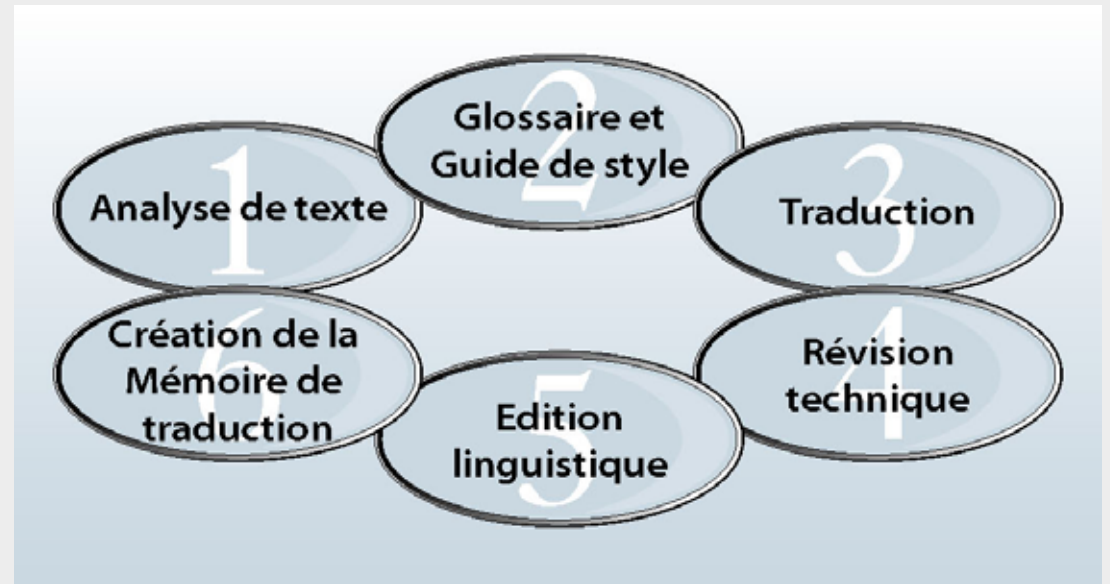 1
Analyse de texte
2
Glossaire et
Guide de style
3
Traduction
4
Révision
technique
5
Edition
linguistique
6
Création de la
Mémoire de
traduction